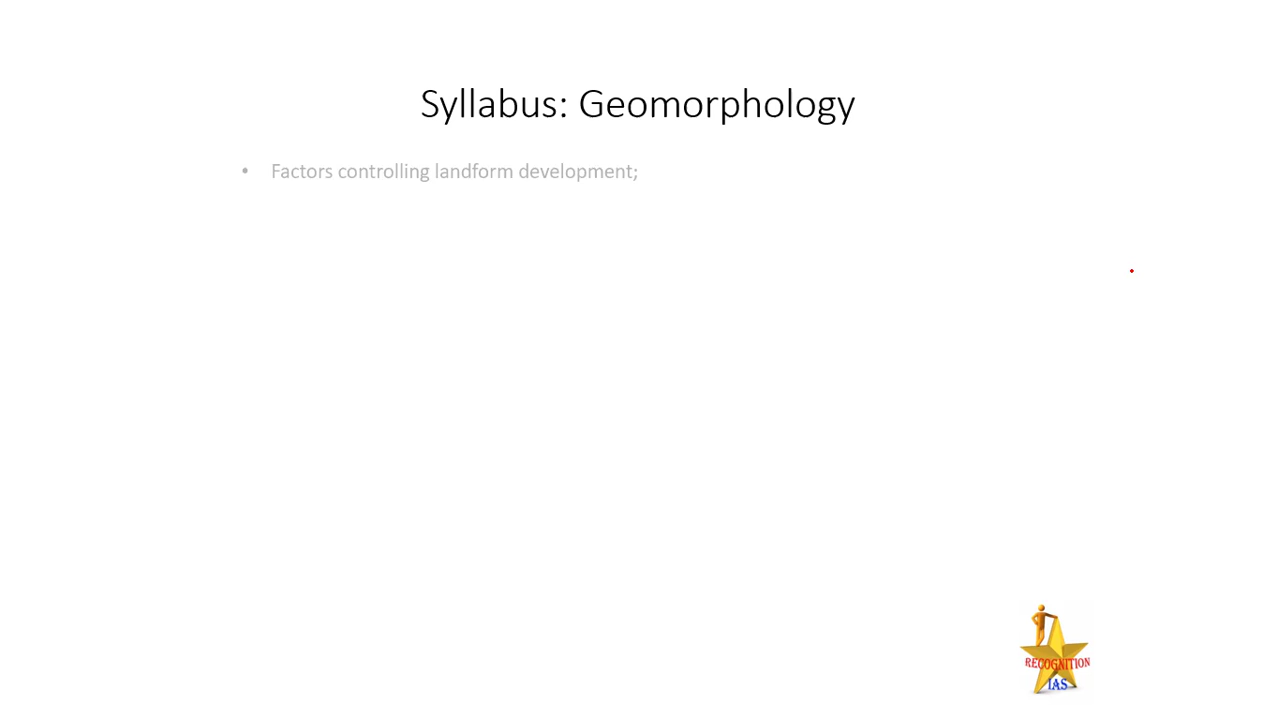 Syllabus: Geomorphology
• Factors controlling landform development;
RECOGNITION
IAS